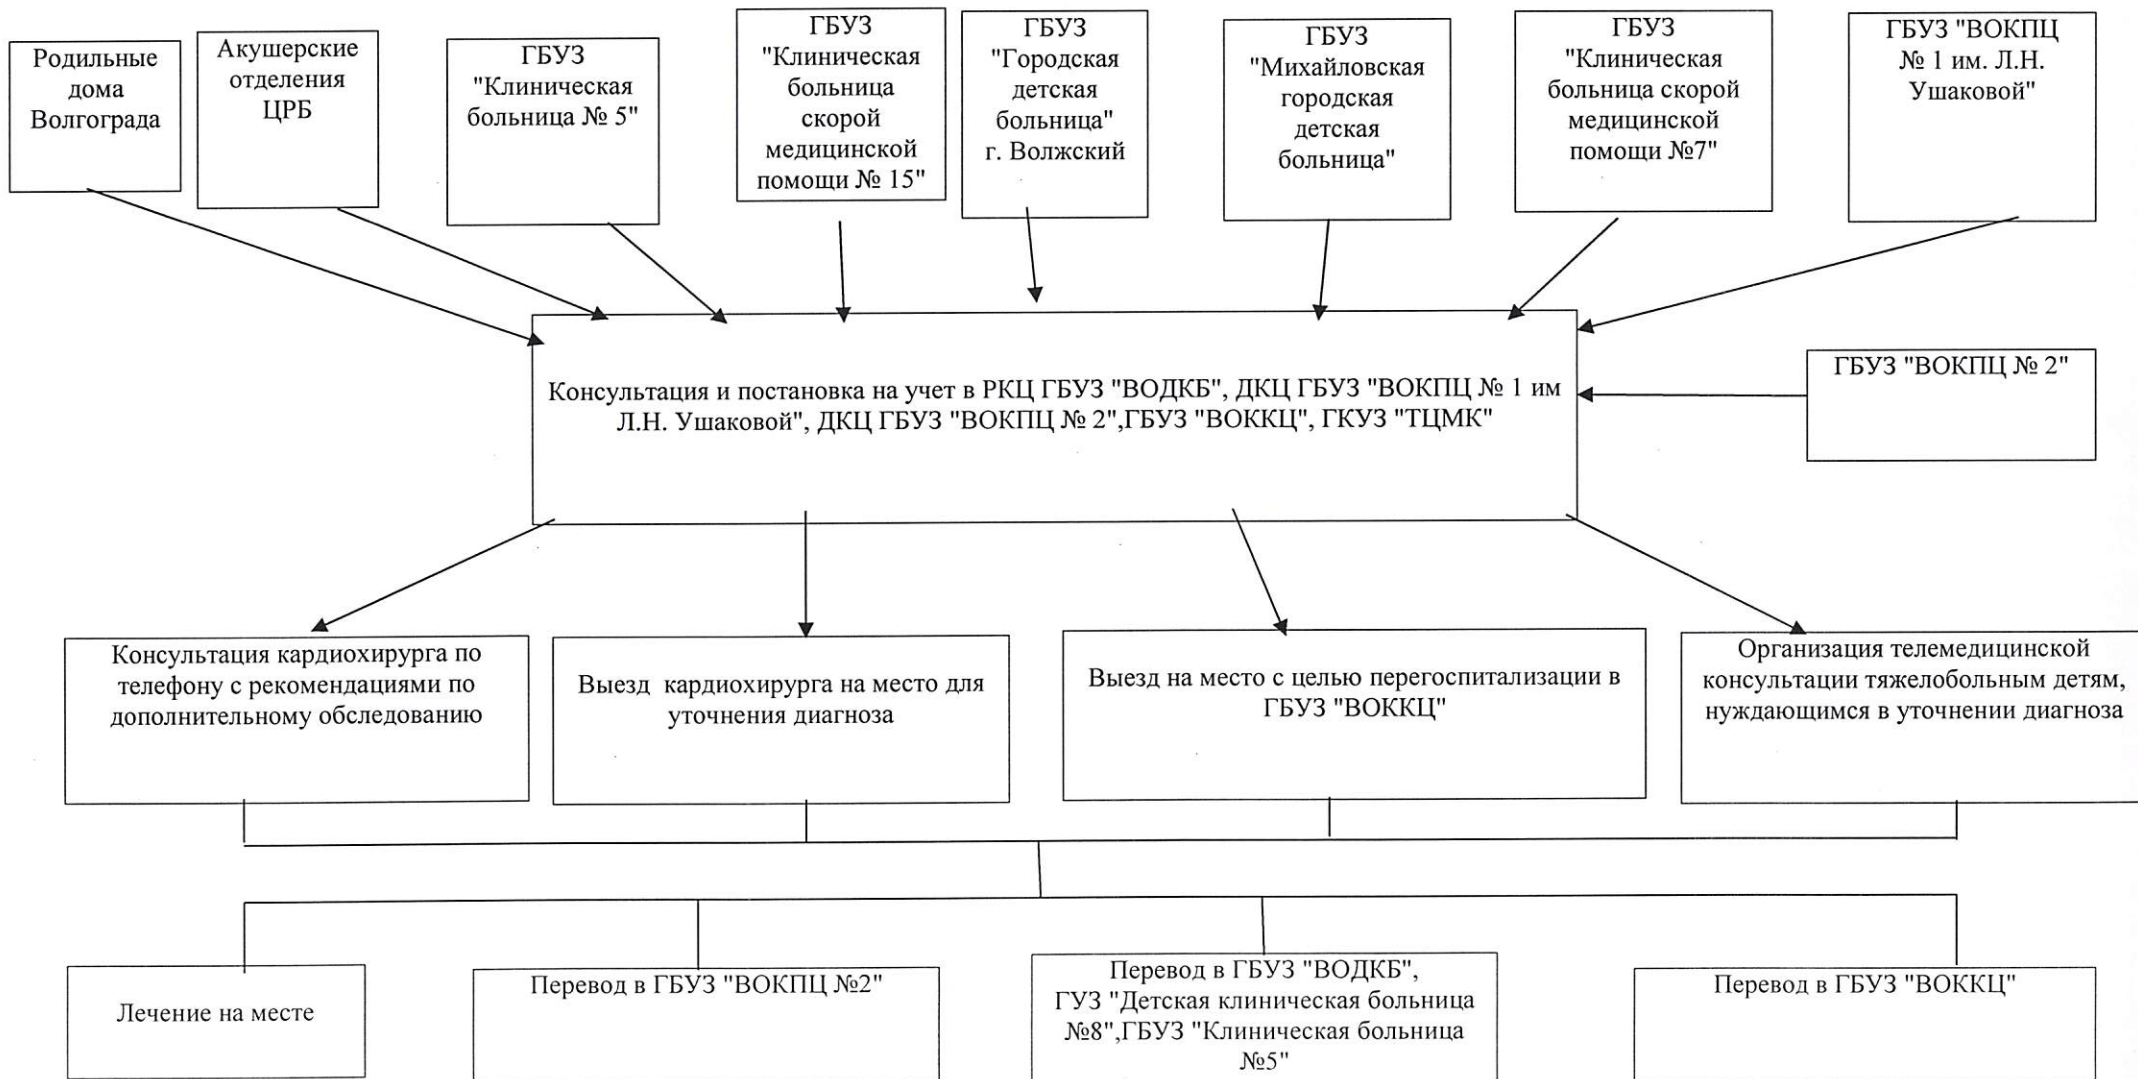 Родильные
дома
Волгограда
Акушерские
отделения
ЦРБ
ГБУЗ
"Клиническая
больница № 5"
ГБУЗ
"Клиническая
больница
скорой
медицинской
помощи № 15"
ГБУЗ
"Городская
детская
больница"
г. Волжский
ГБУЗ
"Михайловская
городская
детская
больница"
ГБУЗ
"Клиническая
больница скорой
медицинской
помощи №7"
ГБУЗ "ВОКПЦ
№ 1 им. Л.Н.
Ушаковой"
ГБУЗ "ВОКПЦ № 2"
Консультация и постановка на учет в РКЦ ГБУЗ "ВОДКБ", ДКЦ ГБУЗ "ВОКПЦ № 1 им
Л.Н. Ушаковой", ДКЦ ГБУЗ "ВОКПЦ № 2",ГБУЗ "ВОККЦ", ГКУЗ "ТЦМК"
Консультация кардиохирурга по
телефону с рекомендациями по
дополнительному обследованию
Выезд кардиохирурга на место для
уточнения диагноза
Выезд на место с целью перегоспитализации в
ГБУЗ "ВОККЦ"
Организация телемедицинской
консультации тяжелобольным детям,
нуждающимся в уточнении диагноза
Лечение на месте
Перевод в ГБУЗ "ВОКПЦ №2"
Перевод в ГБУЗ "ВОДКБ",
ГУЗ "Детская клиническая больница
№8",ГБУЗ "Клиническая больница
№5"
Перевод в ГБУЗ "ВОККЦ"